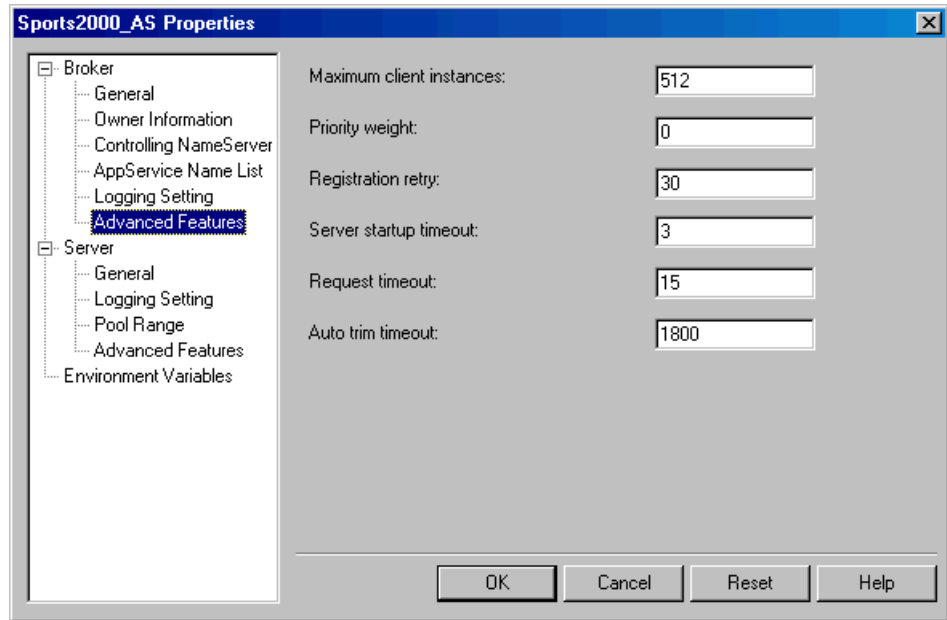 Sports2000_AS Properties
Broker
General
Owner Information
Controlling NameServer
AppService Name List
Logging Setting
Advanced Features
Server
General
Logging Setting
Pool Range
Advanced Features
Environment Variables
Maximum client instances: 512
Priority weight: 0
Registration retry: 30
Server startup timeout: 3
Request timeout: 15
Auto trim timeout: 1800
OK Cancel Reset Help